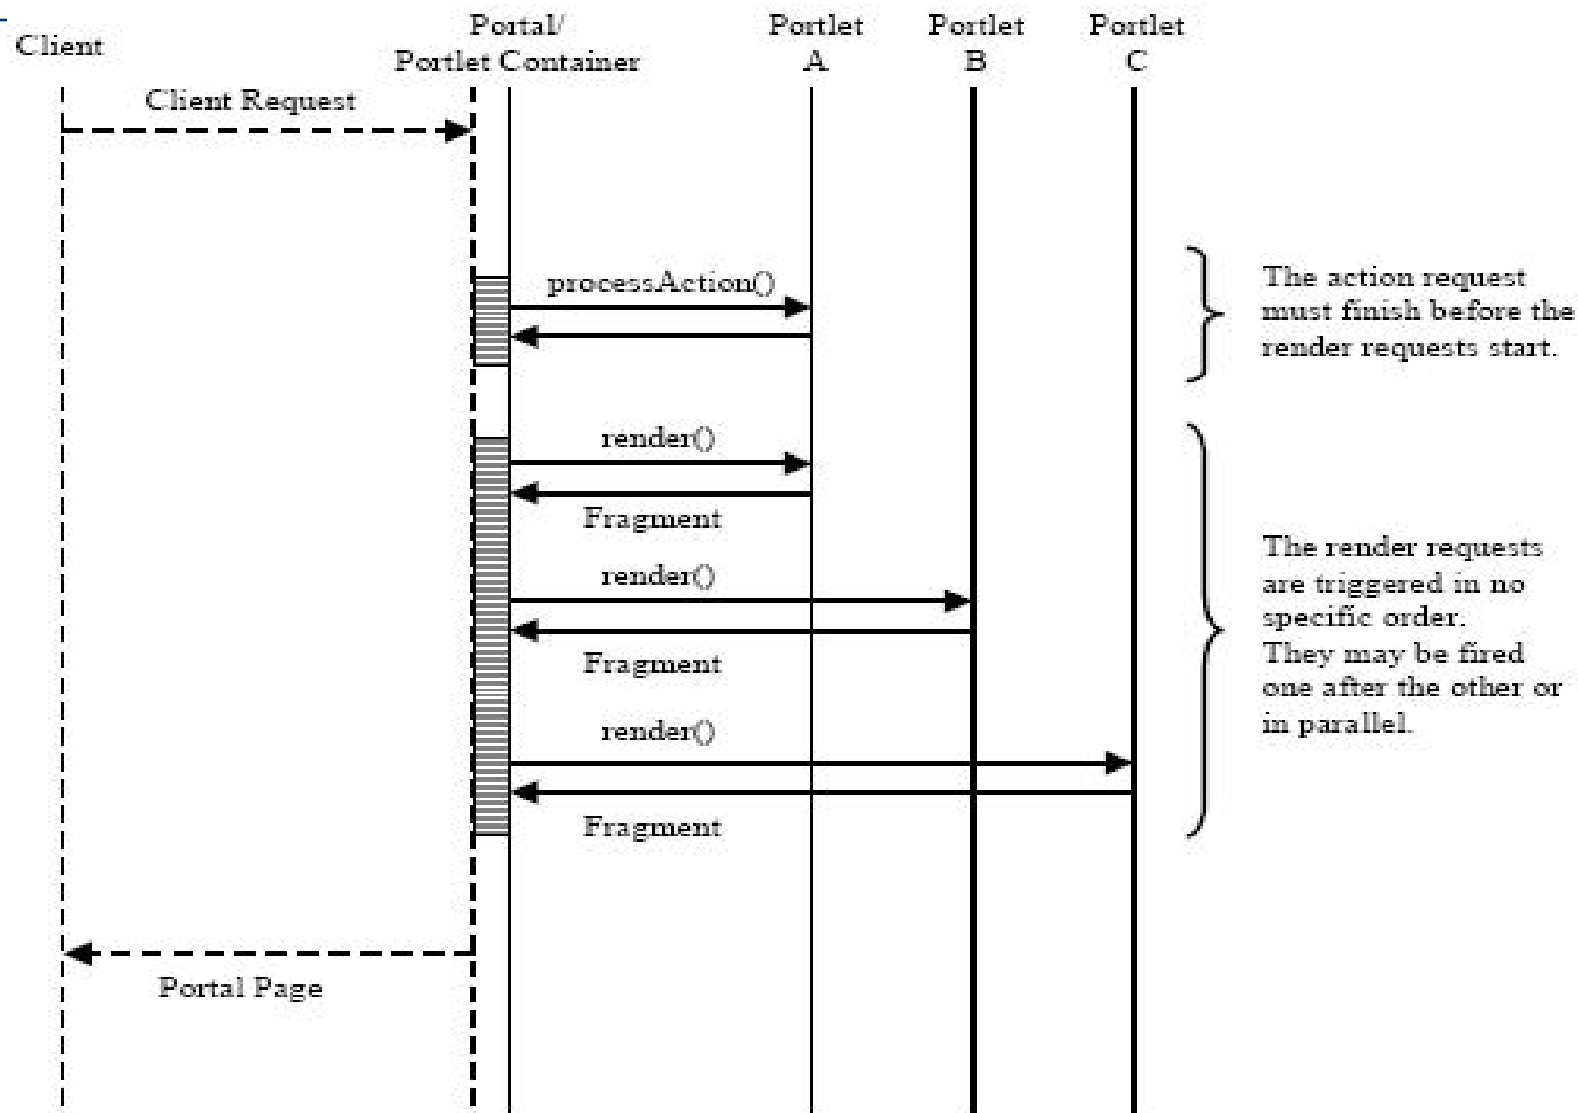 Client
Portal/
Portlet Container
Portlet
A
Portlet
B
Portlet
C
Client Request
processAction()
The action request
must finish before the
render requests start.
render()
Fragment
render()
Fragment
render()
Fragment
The render requests
are triggered in no
specific order.
They may be fired
one after the other or
in parallel.
Portal Page